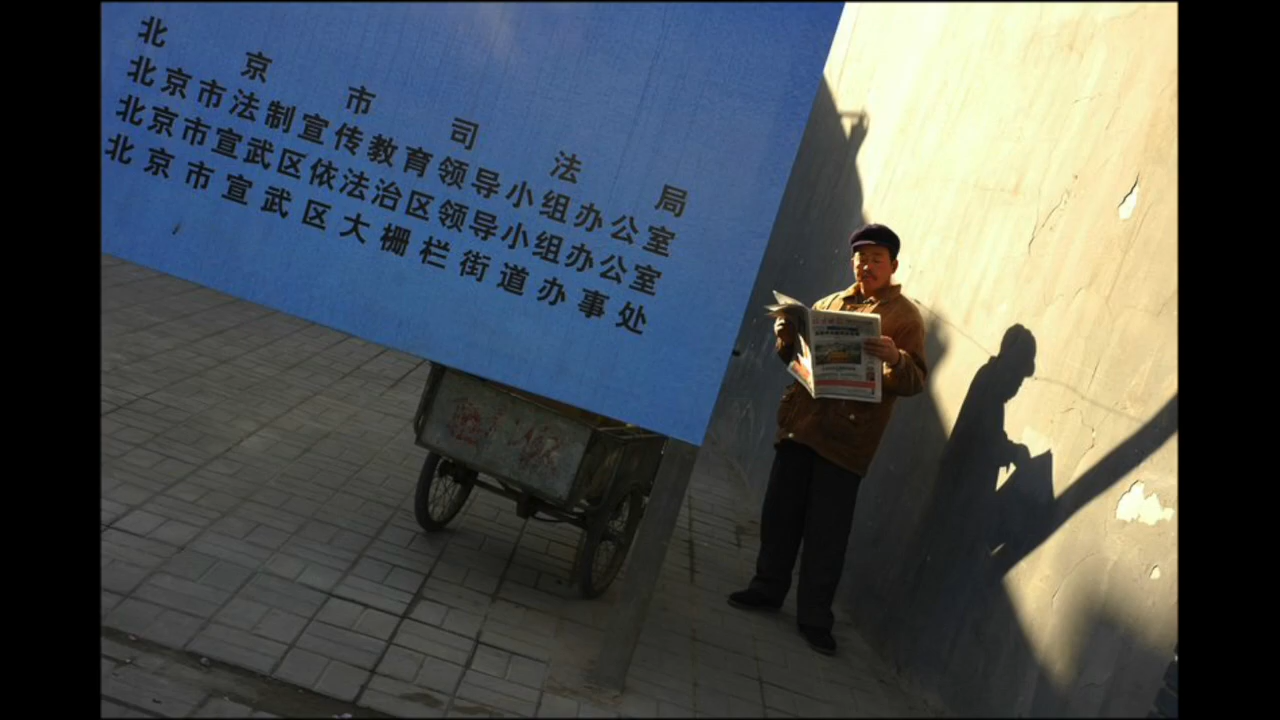 北京市司法局
北京市法制宣传教育领导小组办公室
北京市宣武区依法治区领导小组办公室
北京市宣武区大栅栏街道办事处